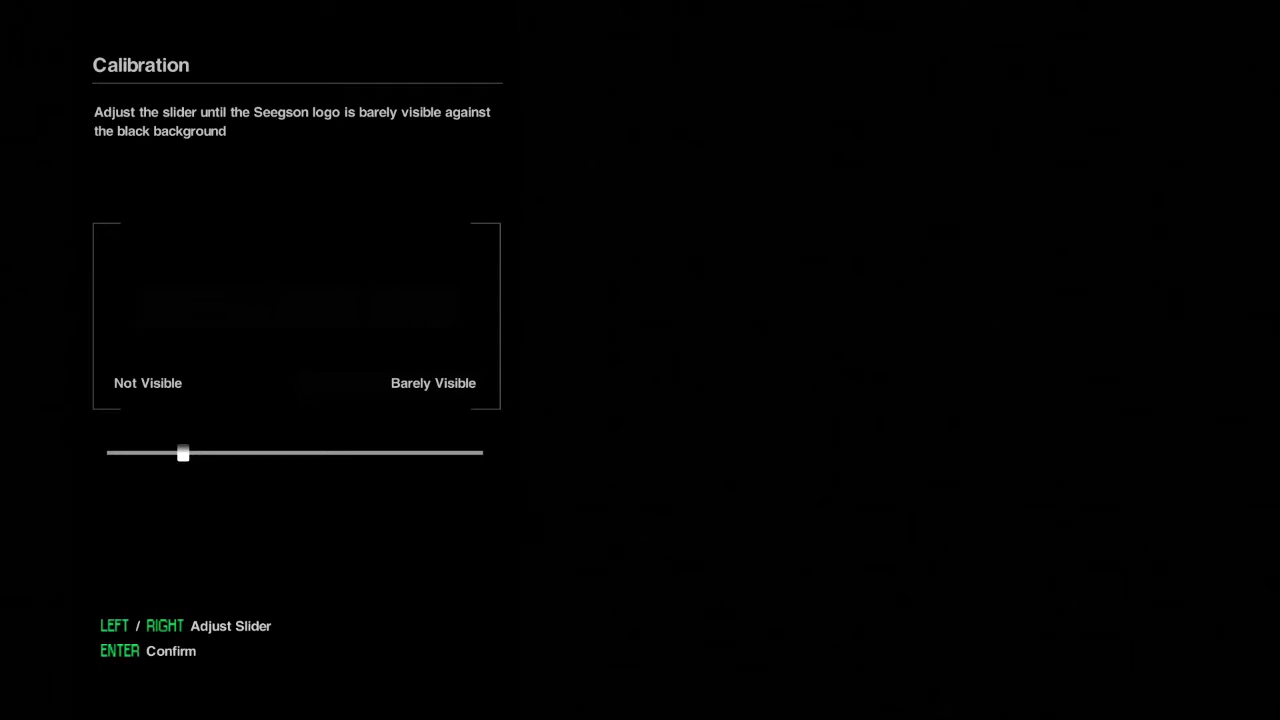 Calibration
Adjust the slider until the Seegson logo is barely visible against
the black background
Not Visible
Barely Visible
LEFT / RIGHT Adjust Slider
ENTER Confirm